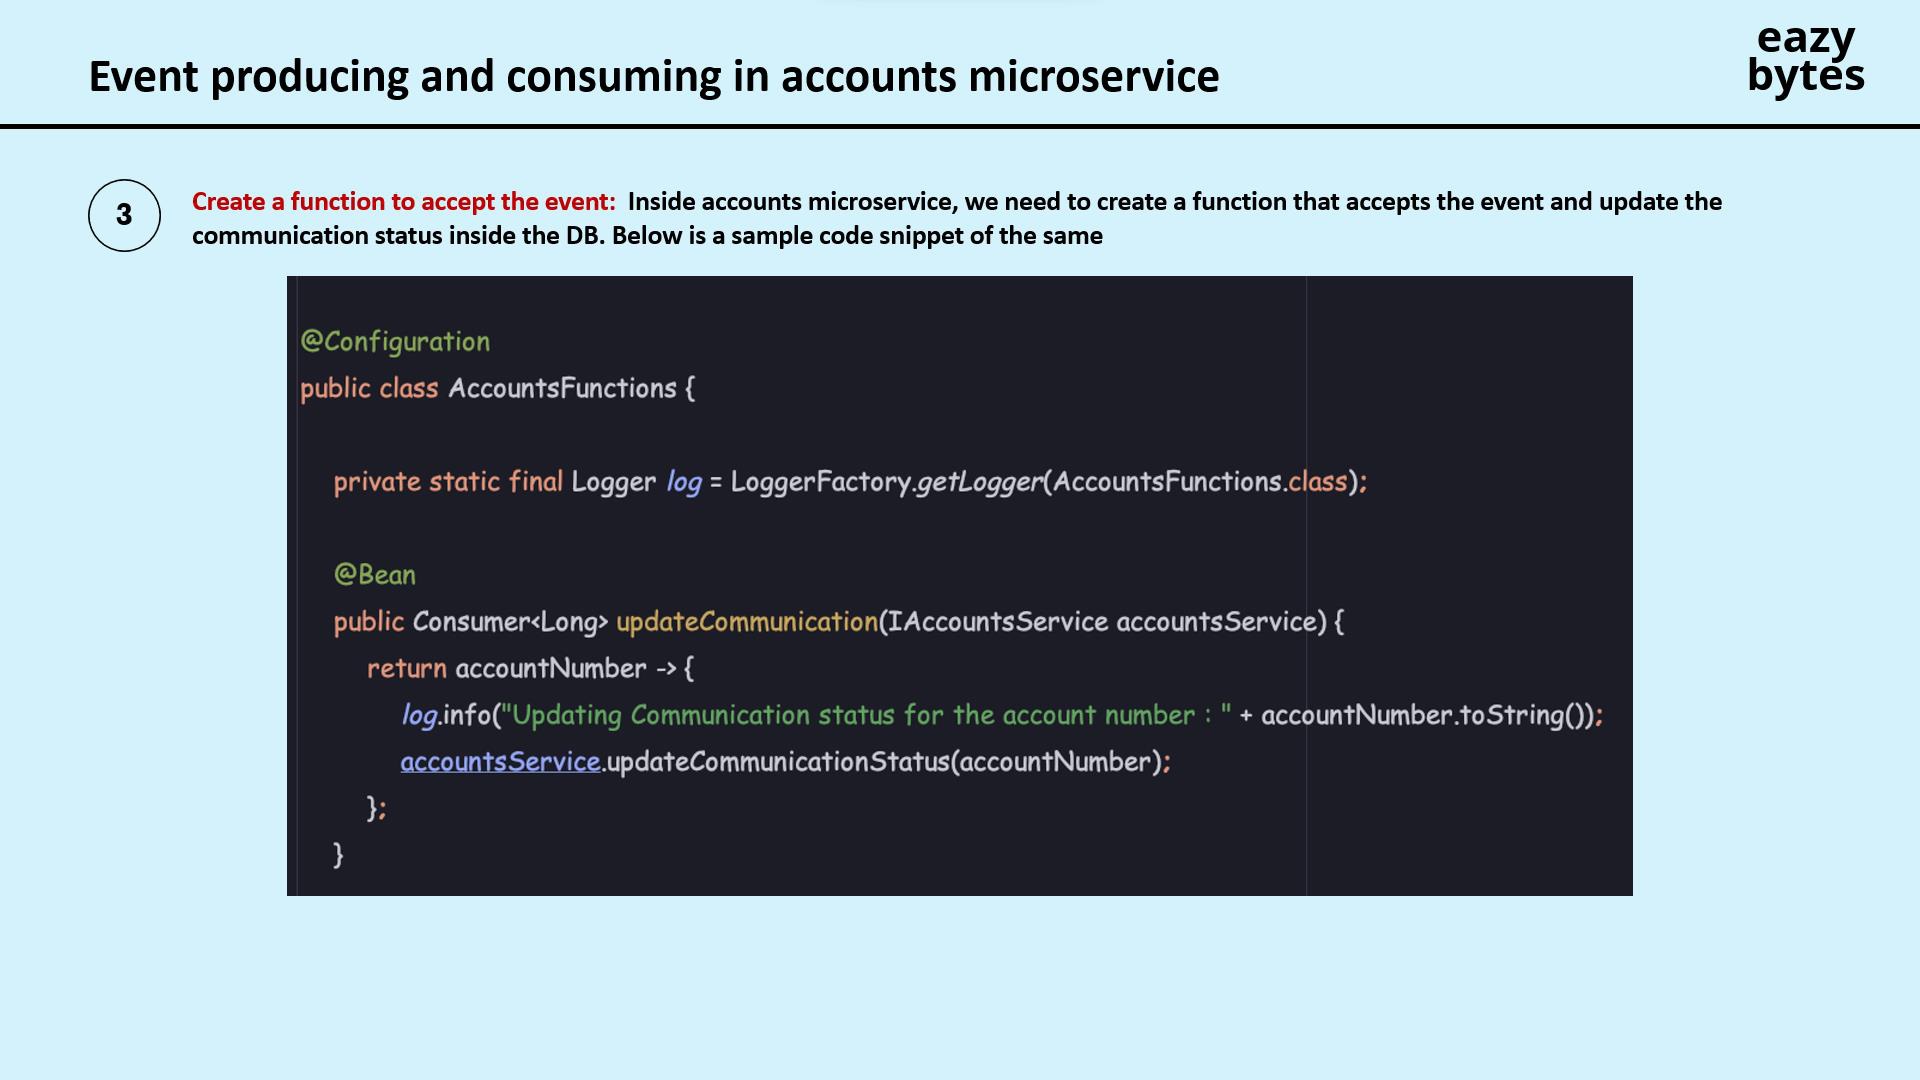 Event producing and consuming in accounts microservice
eazy
bytes
3
Create a function to accept the event: Inside accounts microservice, we need to create a function that accepts the event and update the
communication status inside the DB. Below is a sample code snippet of the same
@Configuration
public class AccountsFunctions {
private static final Logger log = LoggerFactory.getLogger(AccountsFunctions.class);
@Bean
public Consumer<Long> updateCommunication(IAccountsService accountsService) {
return accountNumber -> {
log.info("Updating Communication status for the account number : " + accountNumber.toString());
accountsService.updateCommunicationStatus(accountNumber);
};
}